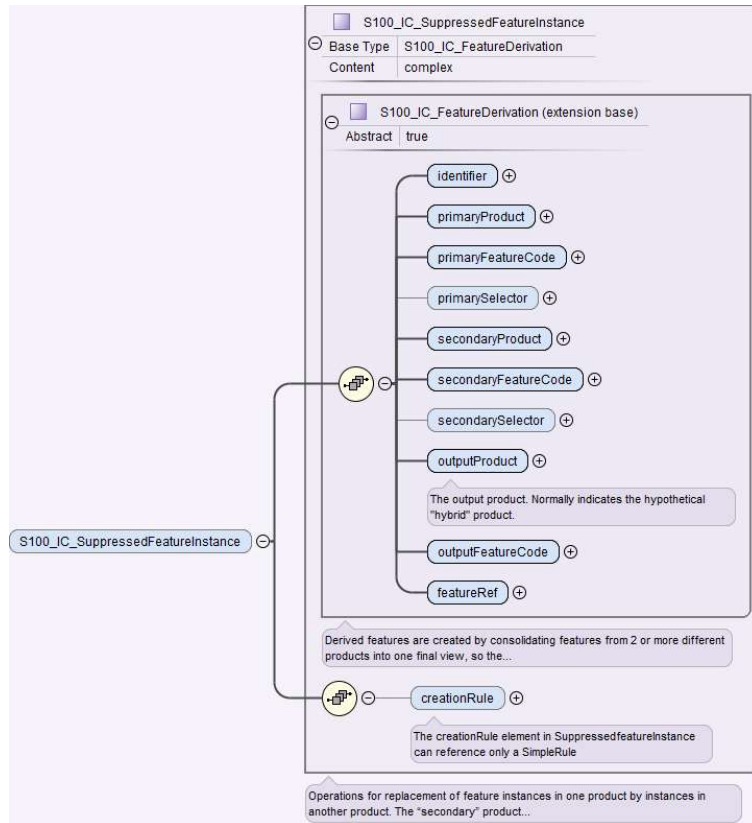 S100_IC_SuppressedFeatureInstance
Base Type S100_IC_FeatureDerivation
Content complex
S100_IC_FeatureDerivation (extension base)
Abstract true
identifier
primaryProduct
primaryFeatureCode
primarySelector
secondaryProduct
secondaryFeatureCode
secondarySelector
outputProduct
The output product. Normally indicates the hypothetical
"hybrid" product.
S100_IC_SuppressedFeatureInstance
outputFeatureCode
featureRef
Derived features are created by consolidating features from 2 or more different
products into one final view, so the...
creationRule
The creationRule element in SuppressedfeatureInstance
can reference only a SimpleRule
Operations for replacement of feature instances in one product by instances in
another product. The “secondary” product...